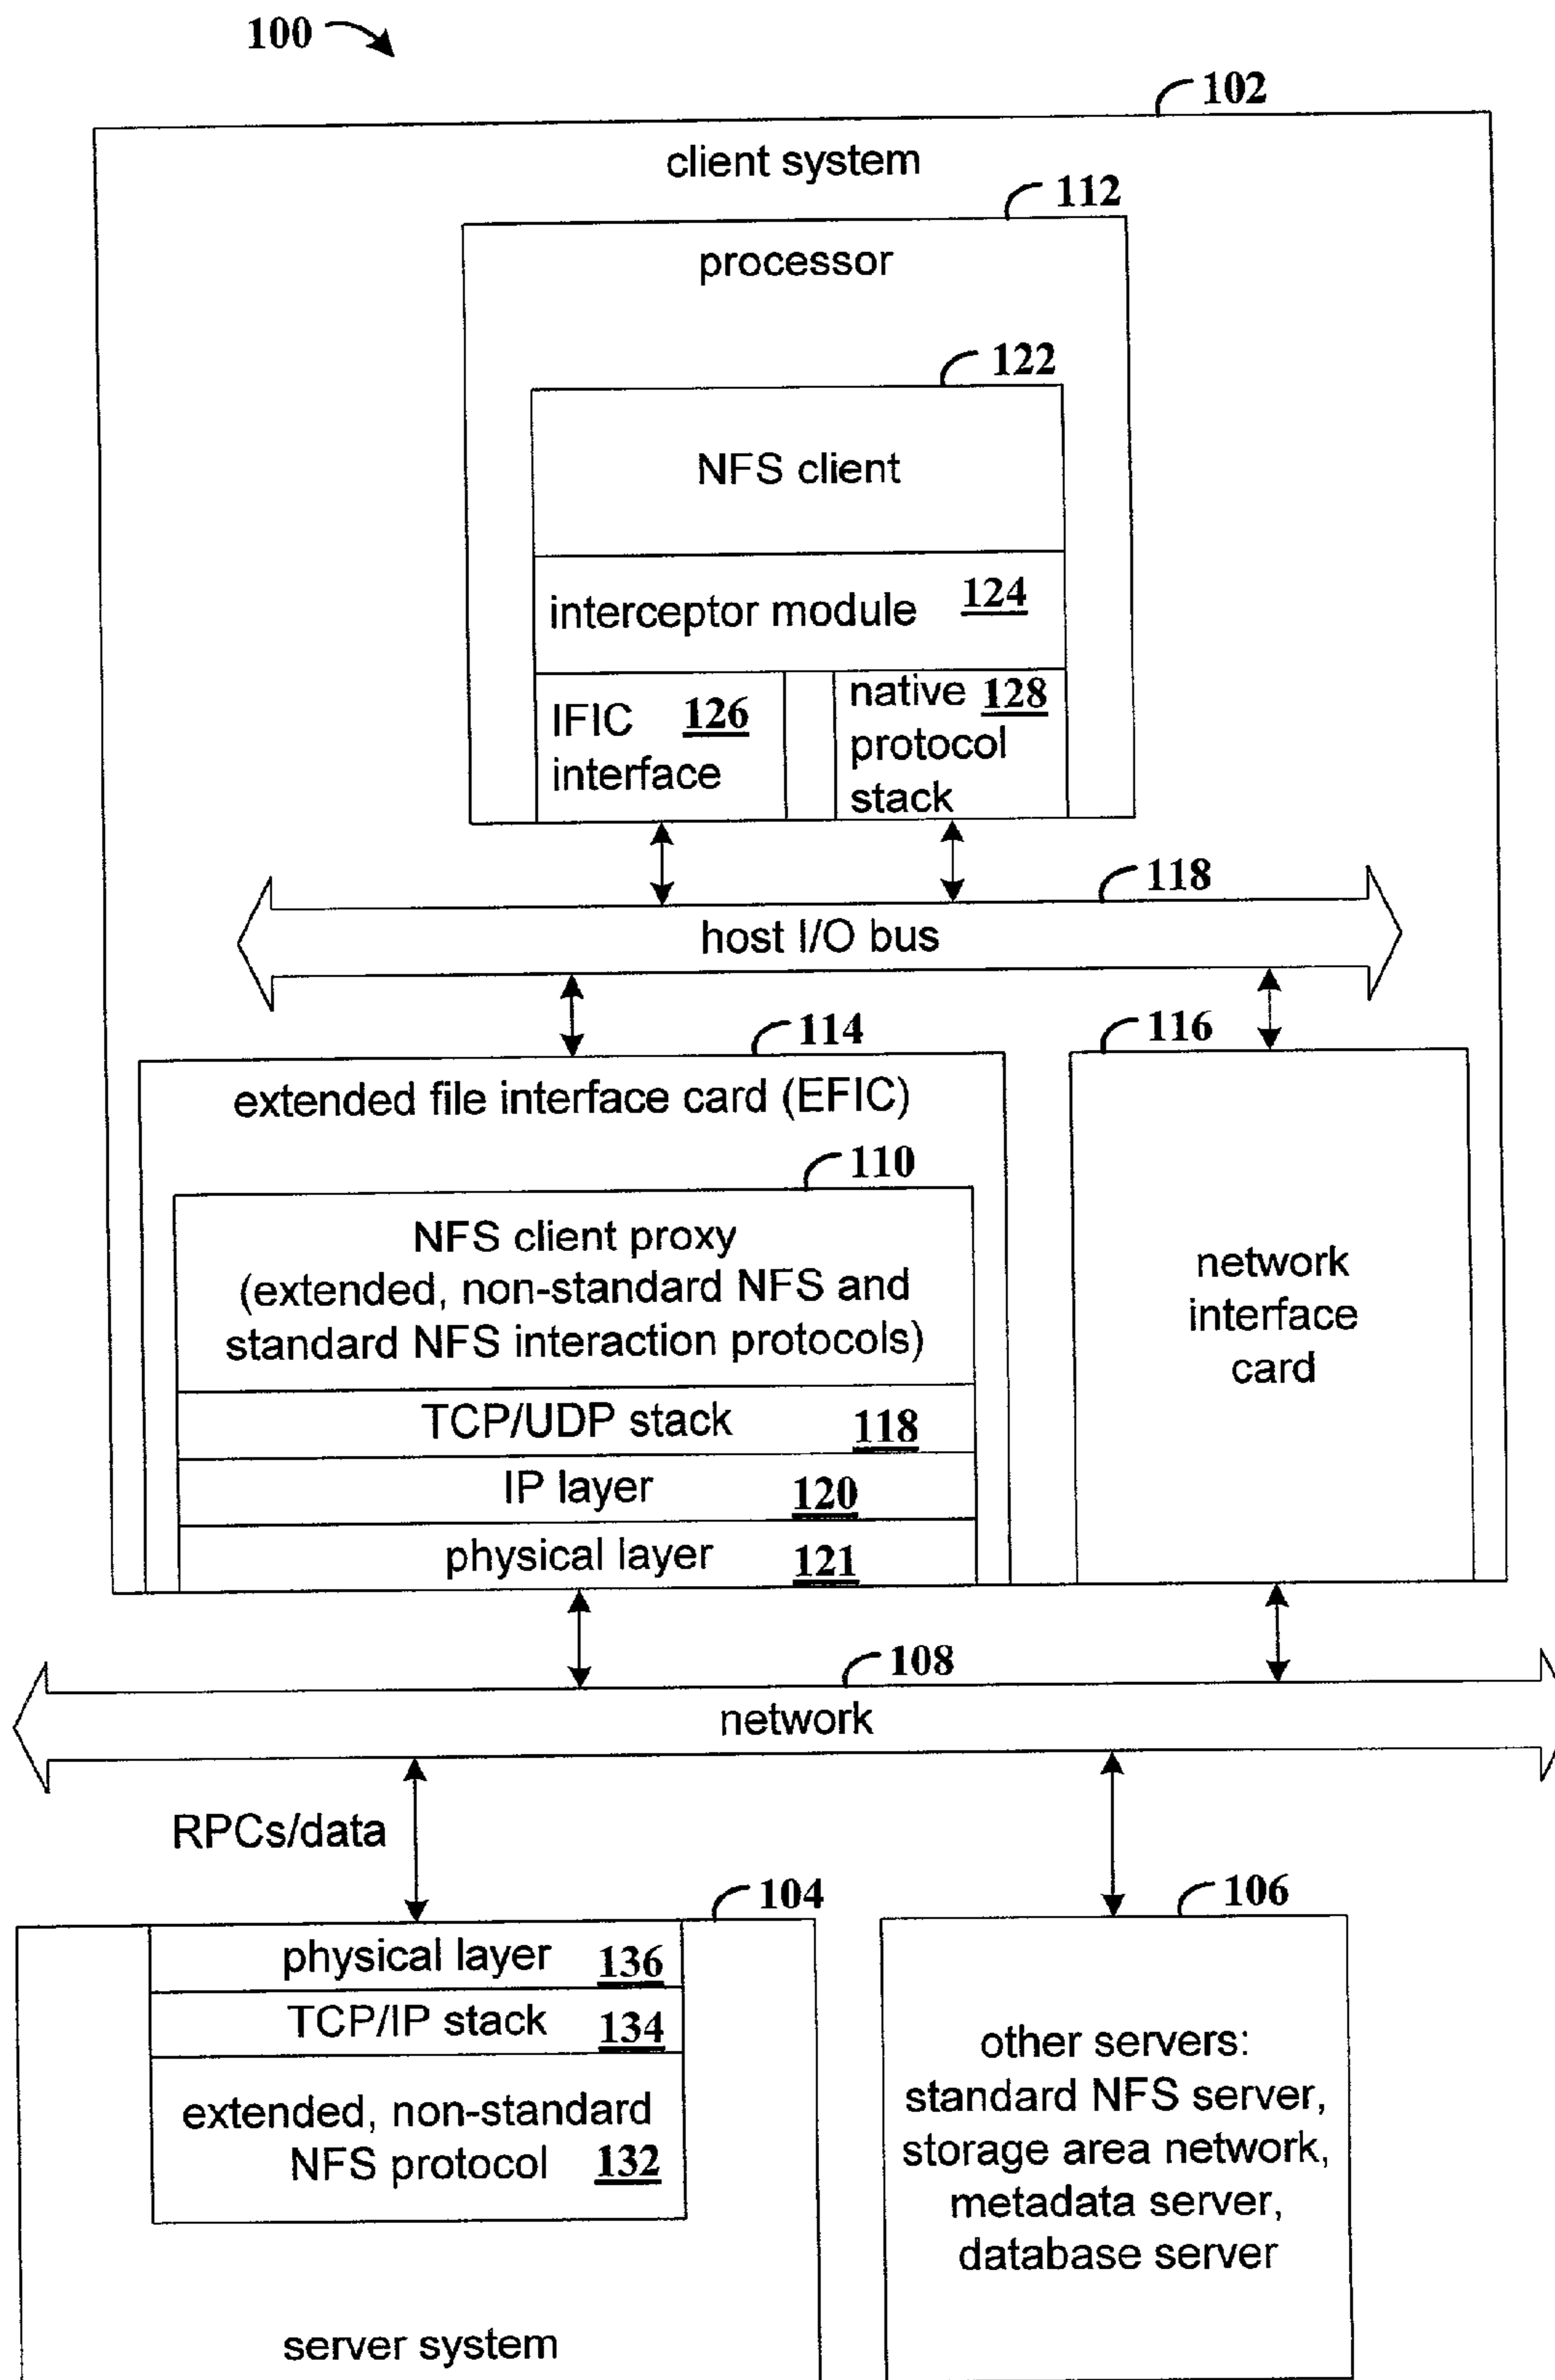 100
102
client system
112
processor
122
NFS client
interceptor module 124
IFIC 126
interface
native 128
protocol
stack
118
host I/O bus
114
116
extended file interface card (EFIC)
110
NFS client proxy
(extended, non-standard NFS and
standard NFS interaction protocols)
network
interface
card
TCP/UDP stack 118
IP layer 120
physical layer 121
108
network
RPCs/data
104
106
physical layer 136
TCP/IP stack 134
extended, non-standard
NFS protocol 132
server system
other servers:
standard NFS server,
storage area network,
metadata server,
database server